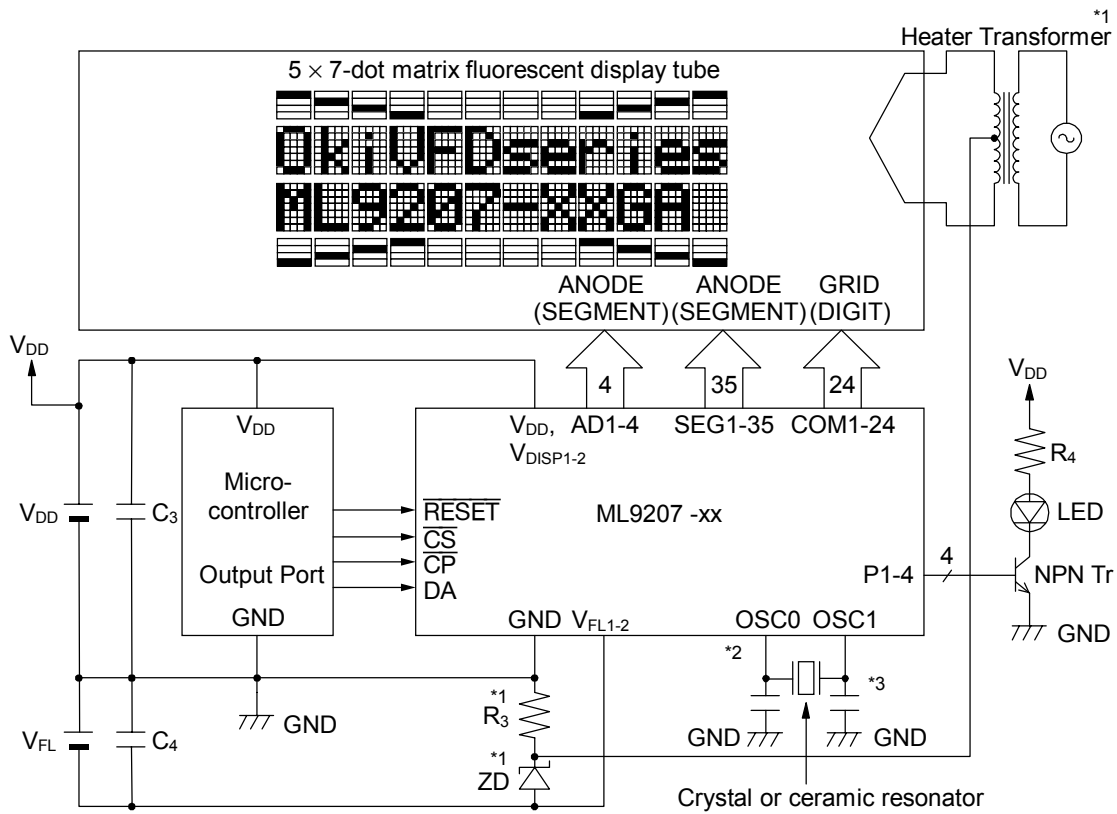 *1
Heater Transformer
5 × 7-dot matrix fluorescent display tube
OkiVFDseries
ML9207-XXGA
ANODE (SEGMENT)
ANODE (SEGMENT)
GRID (DIGIT)
4
35
24
VDD
VDD
VDD, VDISP1-2
AD1-4
SEG1-35
COM1-24
VDD
R4
LED
NPN Tr
GND
VDD
C3
Micro-
controller
Output Port
GND
RESET
CS
CP
DA
ML9207 -xx
P1-4
4
GND
VFL1-2
OSC0
OSC1
*2
*3
GND
GND
Crystal or ceramic resonator
*1
R3
*1
ZD
GND
VFL
C4